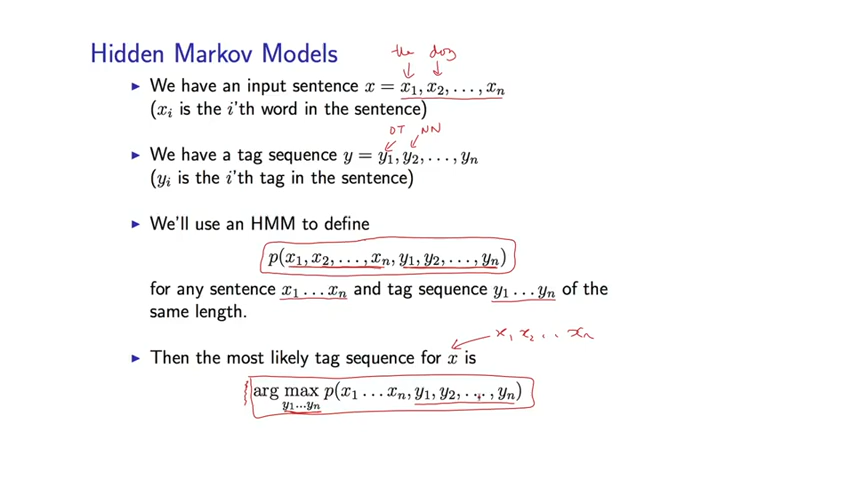 Hidden Markov Models
the dog
▶ We have an input sentence x = x₁, x₂, . . . , xₙ
(xᵢ is the i'th word in the sentence)
DT NN
▶ We have a tag sequence y = y₁, y₂, . . . , yₙ
(yᵢ is the i'th tag in the sentence)
▶ We'll use an HMM to define
p(x₁, x₂, . . . , xₙ, y₁, y₂, . . . , yₙ)
for any sentence x₁ . . . xₙ and tag sequence y₁ . . . yₙ of the
same length.
x₁ x₂ . . xₙ
▶ Then the most likely tag sequence for x is
arg max p(x₁ . . . xₙ, y₁, y₂, . . . , yₙ)
y₁...yₙ